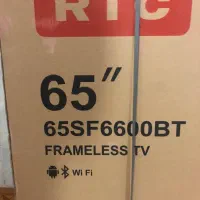 RTC
65"
65SF6600BT
FRAMELESS TV
Wi Fi